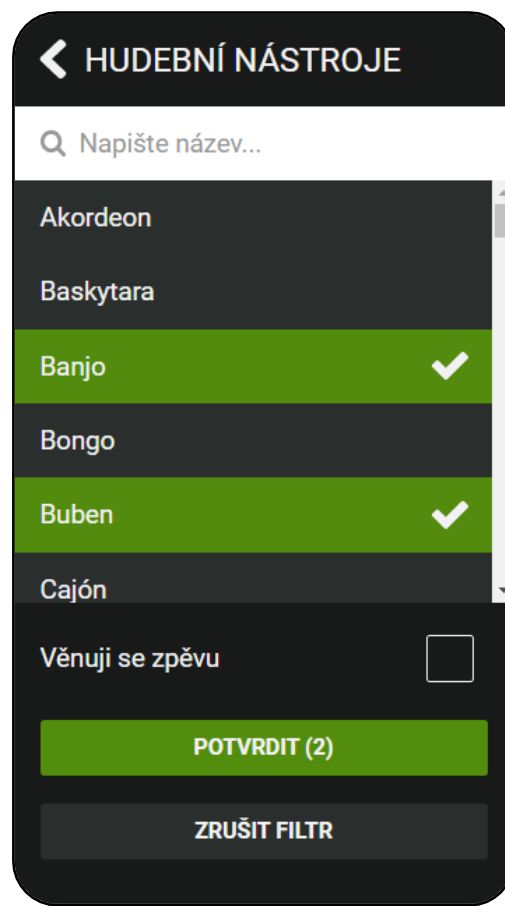 HUDEBNÍ NÁSTROJE
Napište název...
Akordeon
Baskytara
Banjo
Bongo
Buben
Cajón
Věnuji se zpěvu
POTVRDIT (2)
ZRUŠIT FILTR